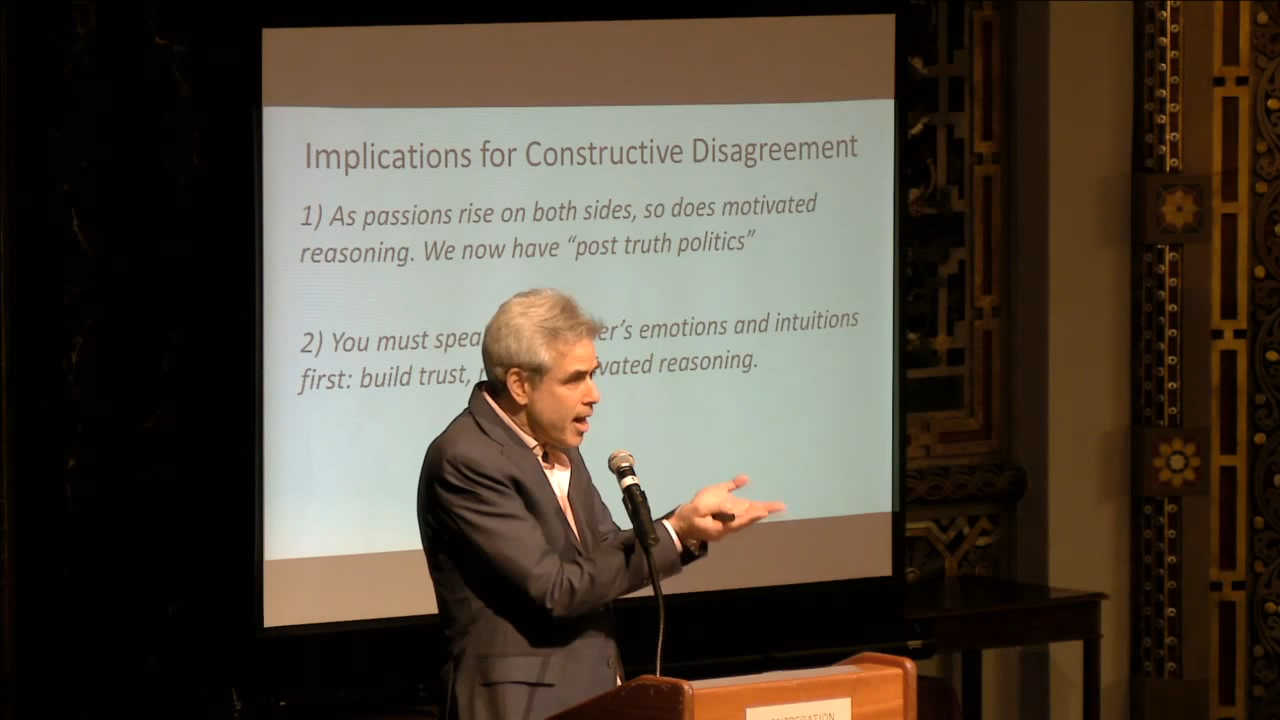 Implications for Constructive Disagreement
1) As passions rise on both sides, so does motivated
reasoning. We now have “post truth politics”
2) You must er’s emotions and intuitions
first: build trust, reasoning.